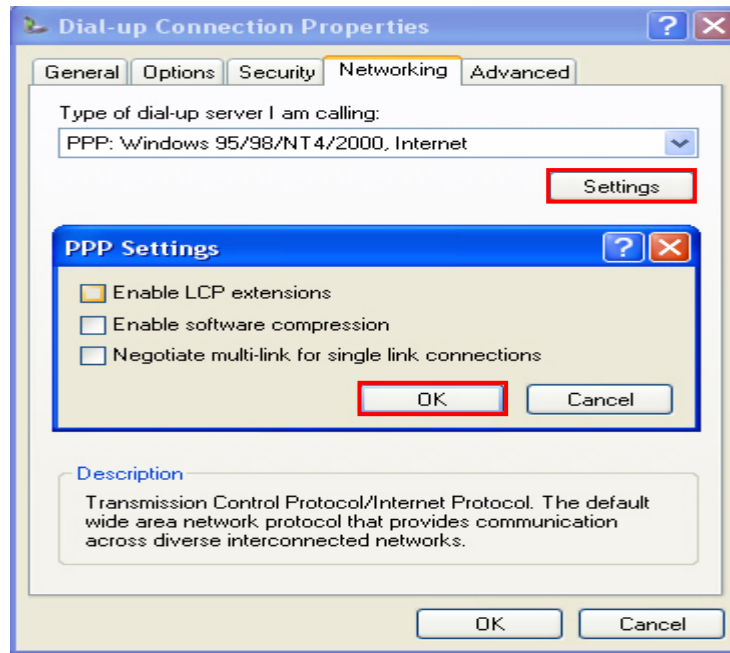 Dial-up Connection Properties
General Options Security Networking Advanced
Type of dial-up server I am calling:
PPP: Windows 95/98/NT4/2000, Internet
Settings
PPP Settings
Enable LCP extensions
Enable software compression
Negotiate multi-link for single link connections
OK Cancel
Description
Transmission Control Protocol/Internet Protocol. The default
wide area network protocol that provides communication
across diverse interconnected networks.
OK Cancel